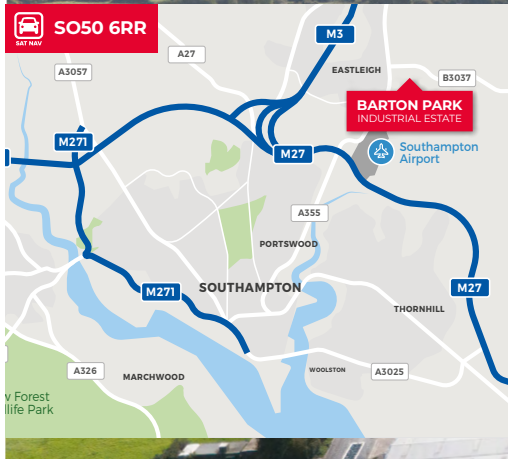 SAT NAV
SO50 6RR
M3
A27
EASTLEIGH
A3057
B3037
BARTON PARK
INDUSTRIAL ESTATE
M271
M27
Southampton
Airport
A355
PORTSWOOD
SOUTHAMPTON
M271
M27
THORNHILL
A326
MARCHWOOD
WOOLSTON
A3025
w Forest
dlife Park